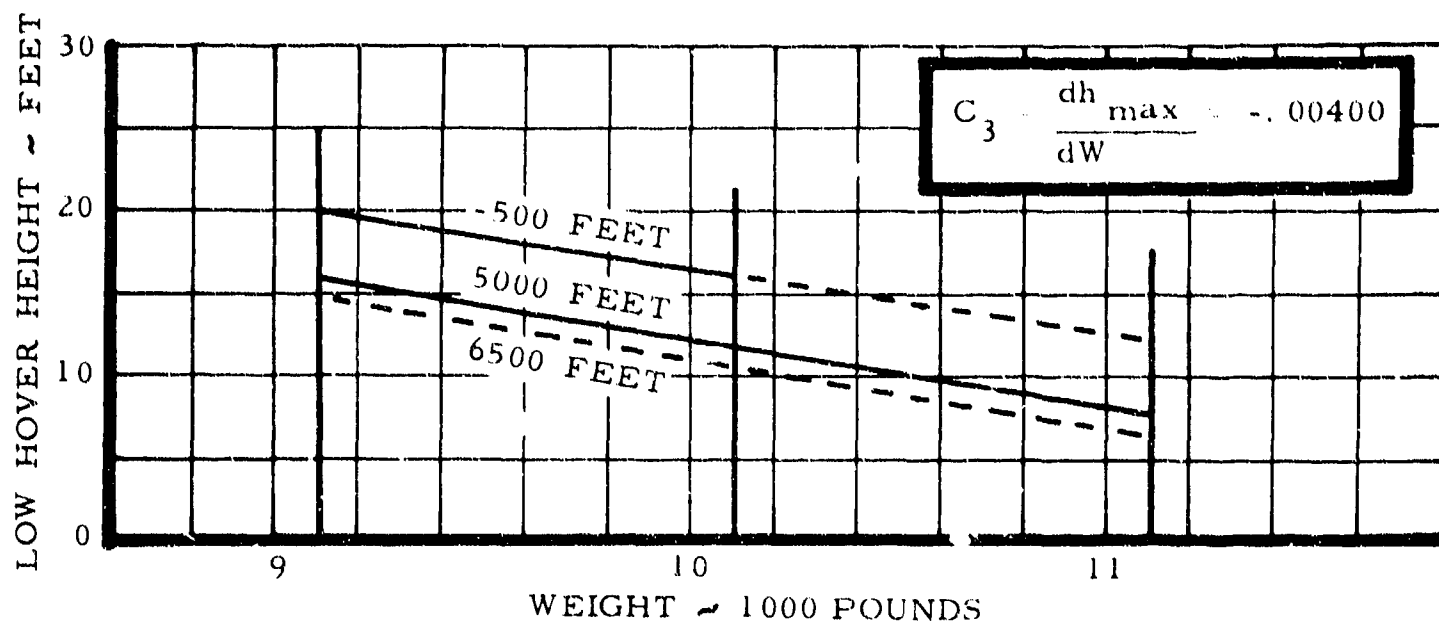 LOW HOVER HEIGHT ~ FEET
30
20
10
0
C3 dh max - .00400
dW
-500 FEET
5000 FEET
6500 FEET
9 10 11
WEIGHT ~ 1000 POUNDS